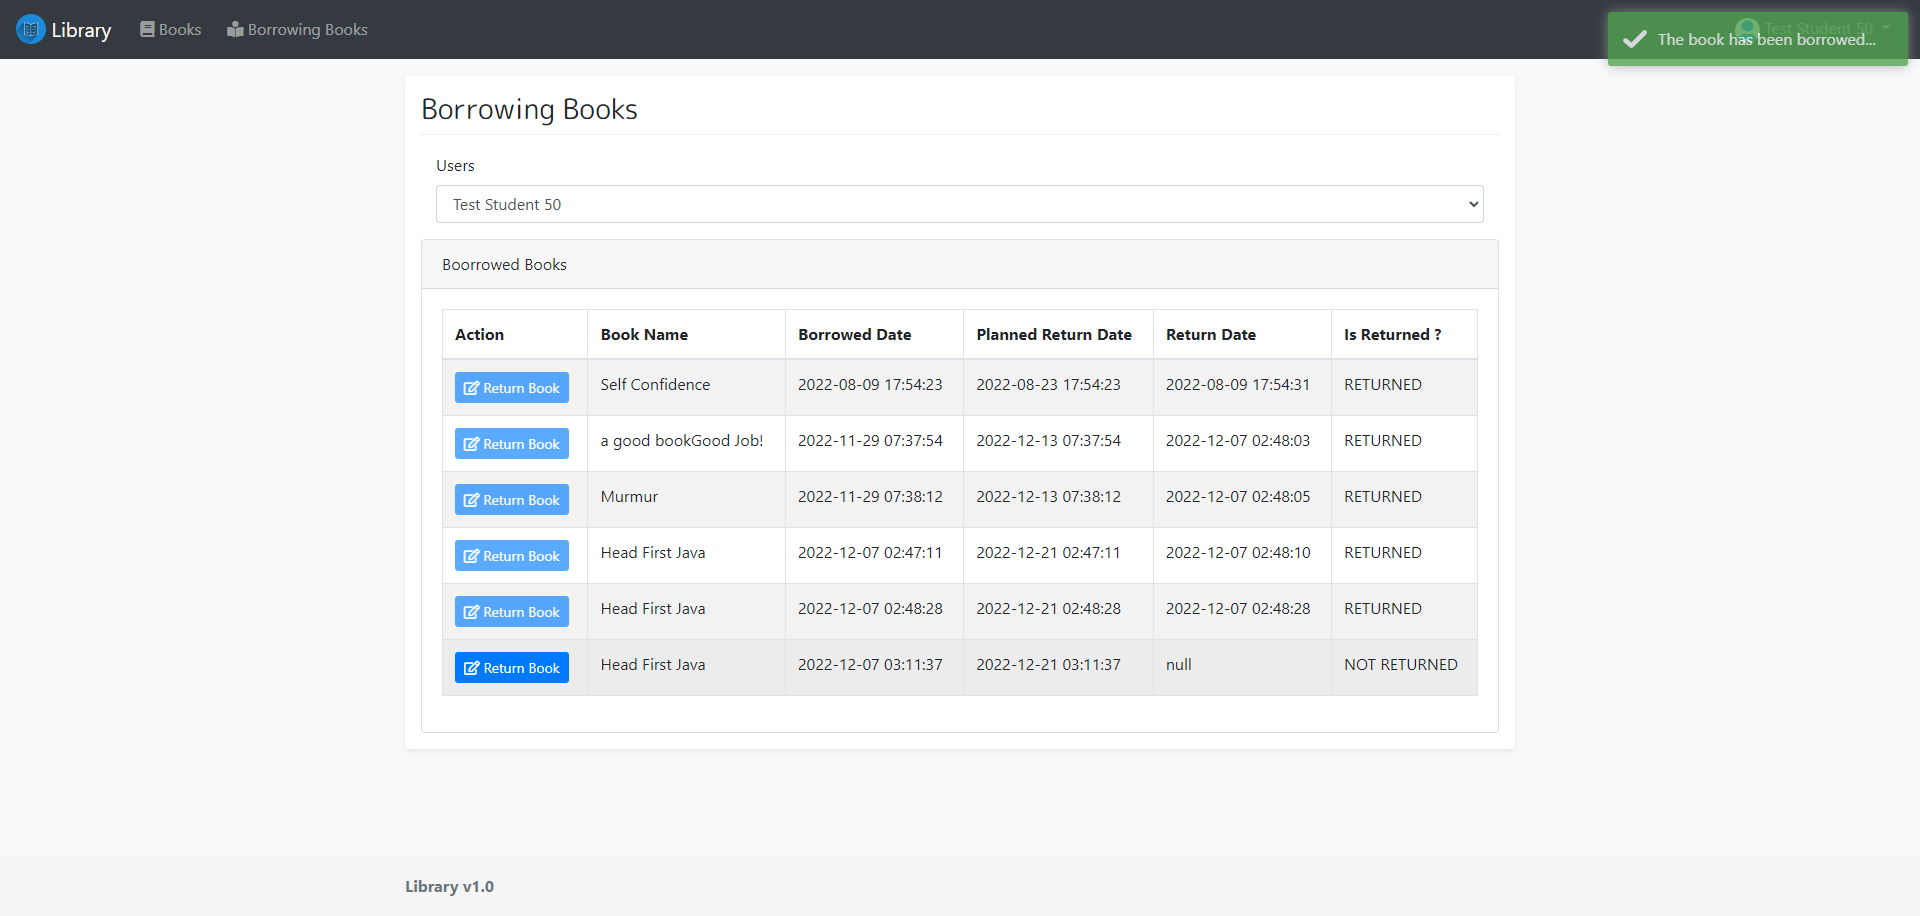 Library Books Borrowing Books Test Student 50
The book has been borrowed...
Borrowing Books
Users
Test Student 50
Boorrowed Books
Action Book Name Borrowed Date Planned Return Date Return Date Is Returned ?
Return Book Self Confidence 2022-08-09 17:54:23 2022-08-23 17:54:23 2022-08-09 17:54:31 RETURNED
Return Book a good bookGood Job! 2022-11-29 07:37:54 2022-12-13 07:37:54 2022-12-07 02:48:03 RETURNED
Return Book Murmur 2022-11-29 07:38:12 2022-12-13 07:38:12 2022-12-07 02:48:05 RETURNED
Return Book Head First Java 2022-12-07 02:47:11 2022-12-21 02:47:11 2022-12-07 02:48:10 RETURNED
Return Book Head First Java 2022-12-07 02:48:28 2022-12-21 02:48:28 2022-12-07 02:48:28 RETURNED
Return Book Head First Java 2022-12-07 03:11:37 2022-12-21 03:11:37 null NOT RETURNED
Library v1.0